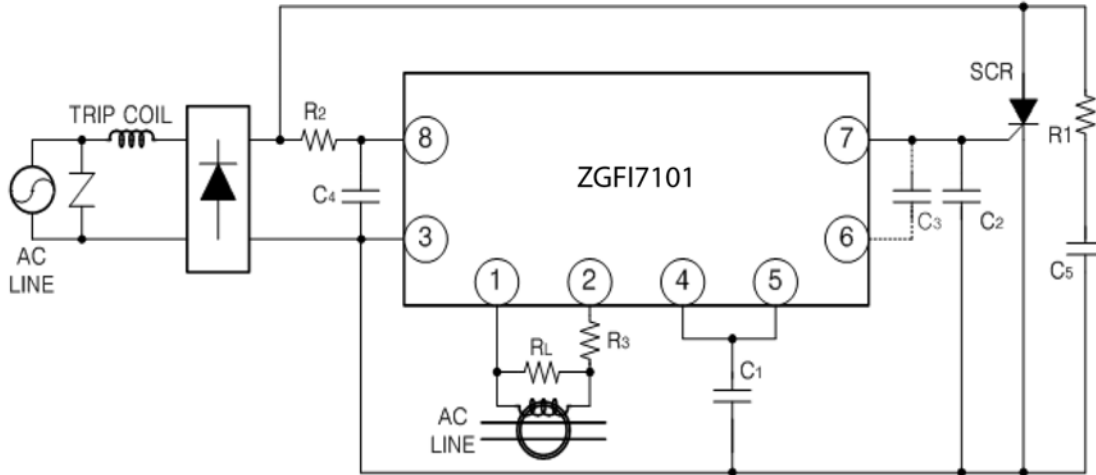 SCR
TRIP COIL
R2
R1
8
7
ZGFI7101
C4
C3
C2
3
6
AC
LINE
C5
1
2
4
5
R3
RL
C1
AC
LINE